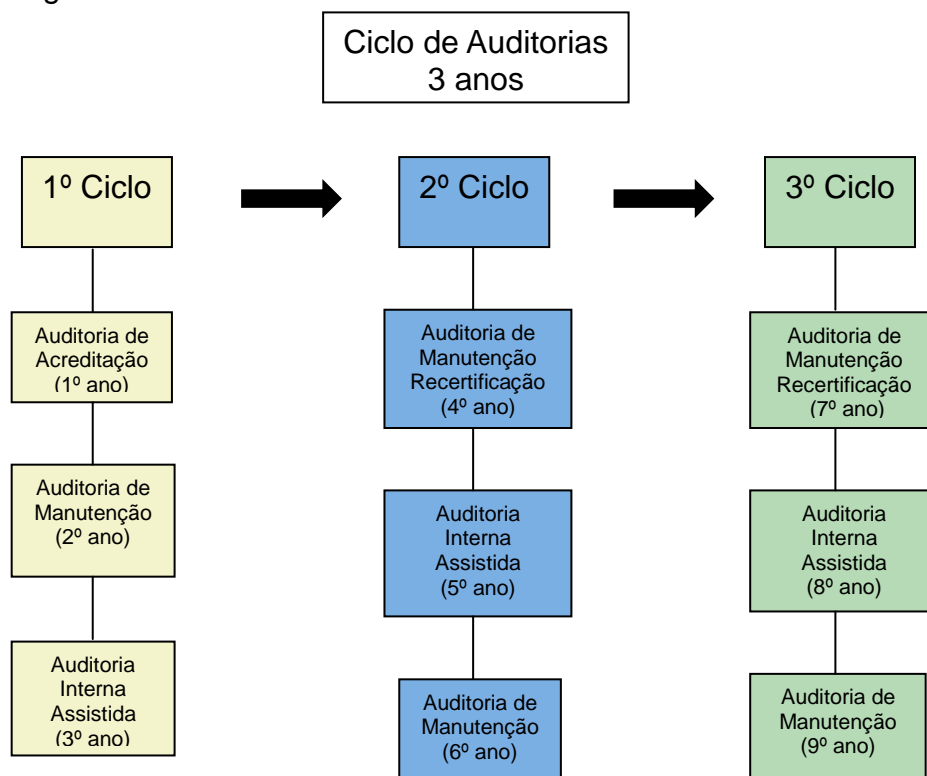 Ciclo de Auditorias
3 anos
1º Ciclo
2º Ciclo
3º Ciclo
Auditoria de
Acreditação
(1º ano)
Auditoria de
Manutenção
(2º ano)
Auditoria
Interna
Assistida
(3º ano)
Auditoria de
Manutenção
Recertificação
(4º ano)
Auditoria
Interna
Assistida
(5º ano)
Auditoria de
Manutenção
(6º ano)
Auditoria de
Manutenção
Recertificação
(7º ano)
Auditoria
Interna
Assistida
(8º ano)
Auditoria de
Manutenção
(9º ano)